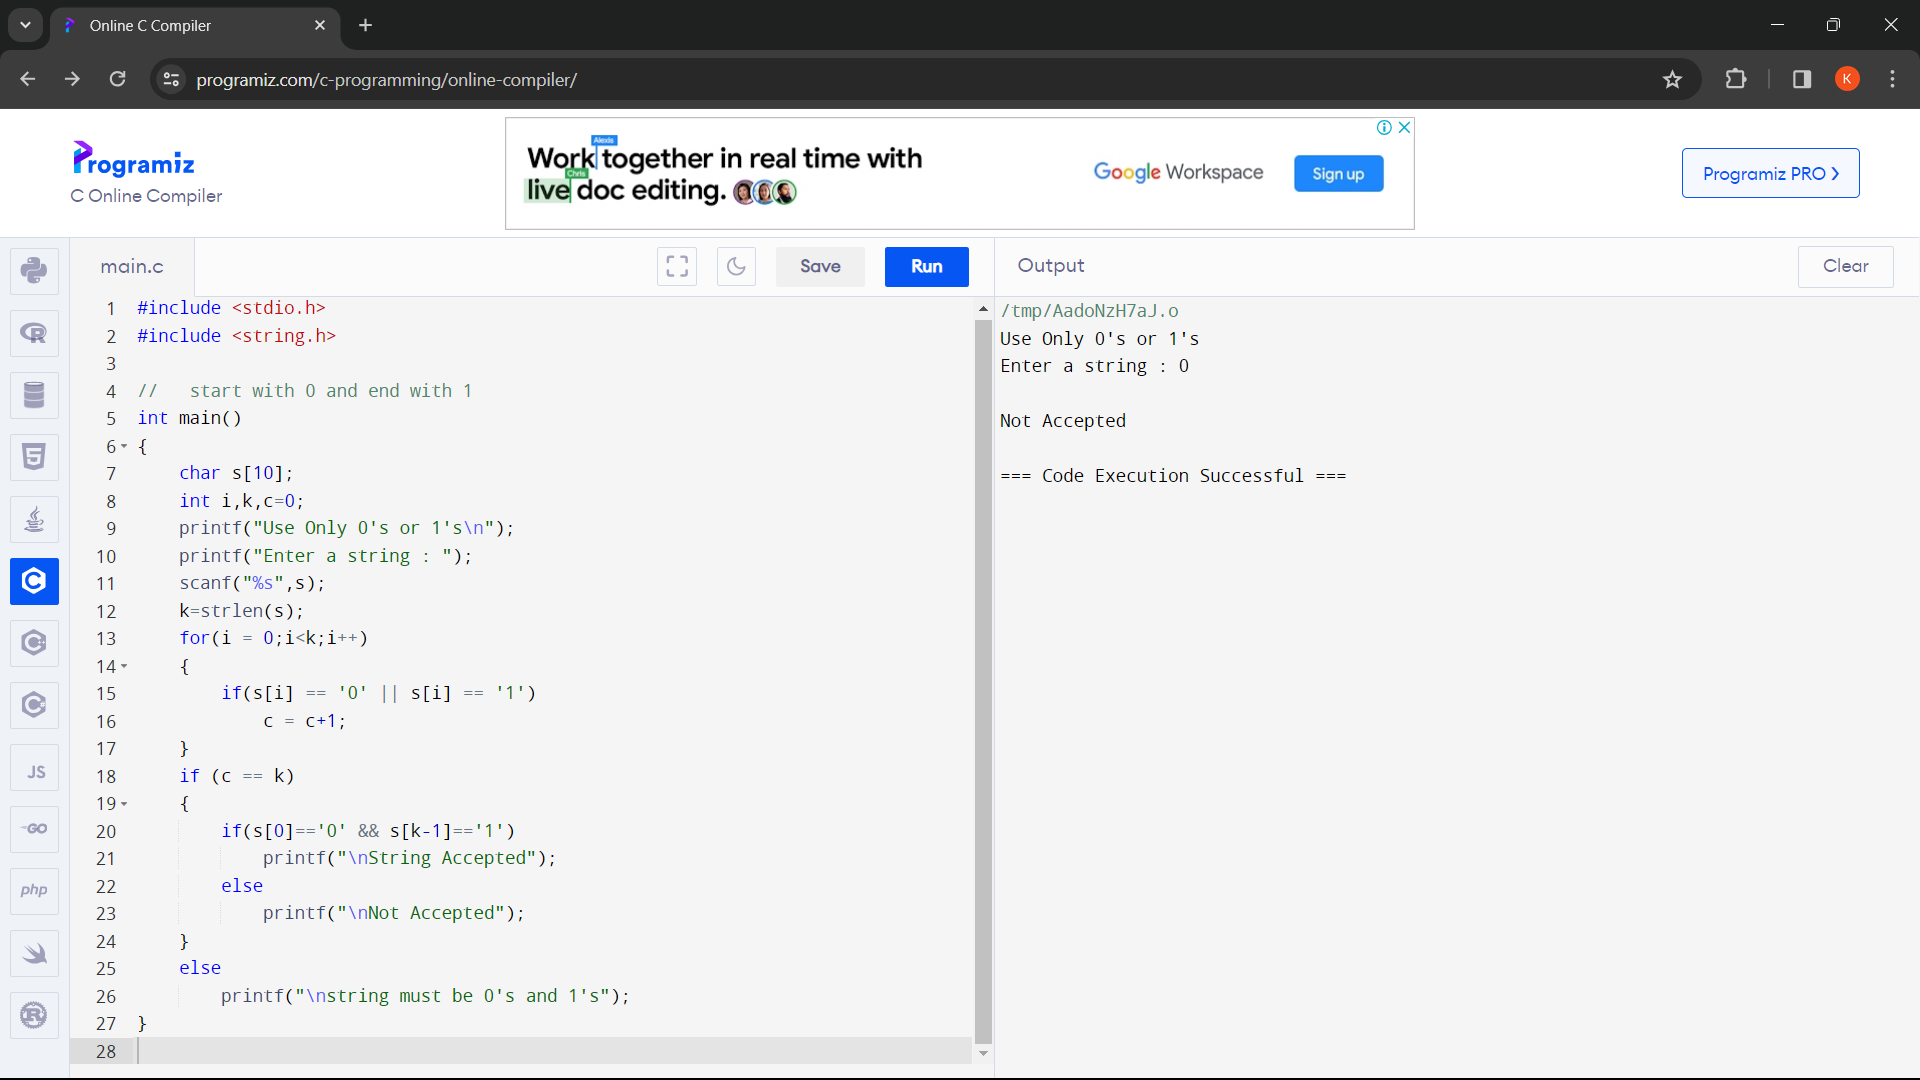 Online C Compiler
programiz.com/c-programming/online-compiler/
K
Programiz
C Online Compiler
Alexis
Work together in real time with
Chris
live doc editing.
Google Workspace
Sign up
Programiz PRO
main.c
Save
Run
Output
Clear
1 #include <stdio.h>
2 #include <string.h>
3
4 //   start with 0 and end with 1
5 int main()
6 {
7     char s[10];
8     int i,k,c=0;
9     printf("Use Only 0's or 1's\n");
10     printf("Enter a string : ");
11     scanf("%s",s);
12     k=strlen(s);
13     for(i = 0;i<k;i++)
14     {
15         if(s[i] == '0' || s[i] == '1')
16             c = c+1;
17     }
18     if (c == k)
19     {
20         if(s[0]=='0' && s[k-1]=='1')
21             printf("\nString Accepted");
22         else
23             printf("\nNot Accepted");
24     }
25     else
26         printf("\nstring must be 0's and 1's");
27 }
28
/tmp/AadoNzH7aJ.o
Use Only 0's or 1's
Enter a string : 0
Not Accepted
=== Code Execution Successful ===
R
5
C
C
C
JS
GO
php
R